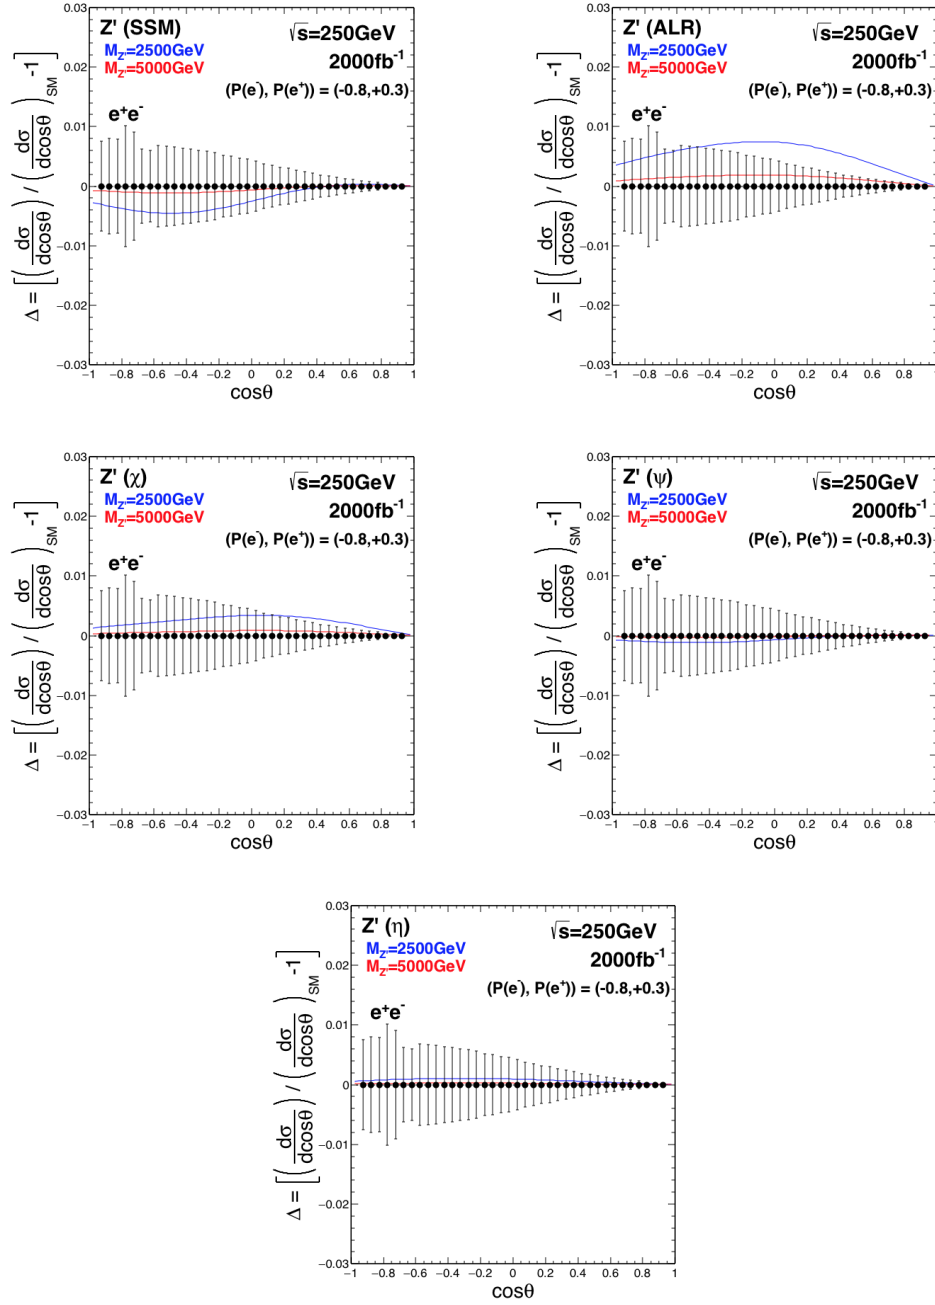 Z' (SSM)
M_Z'=2500GeV
M_Z'=5000GeV
√s=250GeV
2000fb⁻¹
(P(e⁻), P(e⁺)) = (-0.8,+0.3)
e⁺e⁻
0.03
0.02
0.01
0
−0.01
−0.02
−0.03
Δ = [(dσ/dcosθ) / (dσ/dcosθ)_SM -1]
−1 −0.8 −0.6 −0.4 −0.2 0 0.2 0.4 0.6 0.8 1
cosθ
Z' (ALR)
M_Z'=2500GeV
M_Z'=5000GeV
√s=250GeV
2000fb⁻¹
(P(e⁻), P(e⁺)) = (-0.8,+0.3)
e⁺e⁻
0.03
0.02
0.01
0
−0.01
−0.02
−0.03
Δ = [(dσ/dcosθ) / (dσ/dcosθ)_SM -1]
−1 −0.8 −0.6 −0.4 −0.2 0 0.2 0.4 0.6 0.8 1
cosθ
Z' (χ)
M_Z'=2500GeV
M_Z'=5000GeV
√s=250GeV
2000fb⁻¹
(P(e⁻), P(e⁺)) = (-0.8,+0.3)
e⁺e⁻
0.03
0.02
0.01
0
−0.01
−0.02
−0.03
Δ = [(dσ/dcosθ) / (dσ/dcosθ)_SM -1]
−1 −0.8 −0.6 −0.4 −0.2 0 0.2 0.4 0.6 0.8 1
cosθ
Z' (ψ)
M_Z'=2500GeV
M_Z'=5000GeV
√s=250GeV
2000fb⁻¹
(P(e⁻), P(e⁺)) = (-0.8,+0.3)
e⁺e⁻
0.03
0.02
0.01
0
−0.01
−0.02
−0.03
Δ = [(dσ/dcosθ) / (dσ/dcosθ)_SM -1]
−1 −0.8 −0.6 −0.4 −0.2 0 0.2 0.4 0.6 0.8 1
cosθ
Z' (η)
M_Z'=2500GeV
M_Z'=5000GeV
√s=250GeV
2000fb⁻¹
(P(e⁻), P(e⁺)) = (-0.8,+0.3)
e⁺e⁻
0.03
0.02
0.01
0
−0.01
−0.02
−0.03
Δ = [(dσ/dcosθ) / (dσ/dcosθ)_SM -1]
−1 −0.8 −0.6 −0.4 −0.2 0 0.2 0.4 0.6 0.8 1
cosθ